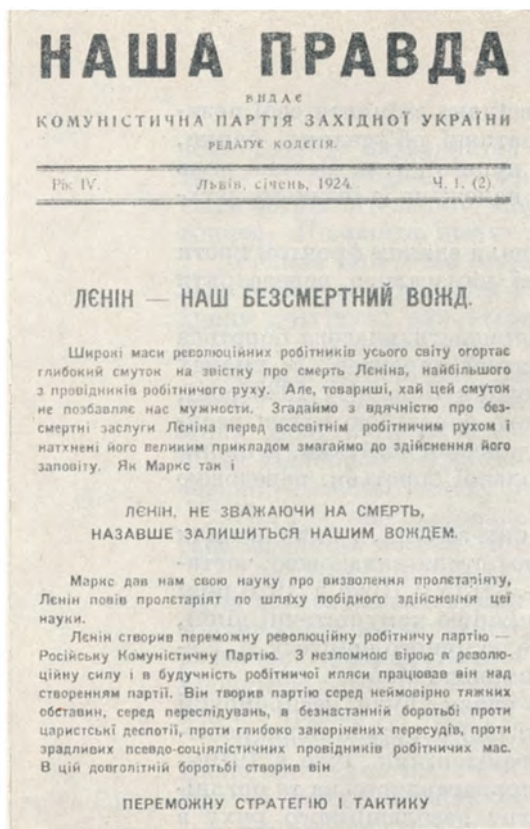 НАША ПРАВДА
ВИДАЄ
КОМУНІСТИЧНА ПАРТІЯ ЗАХІДНОЇ УКРАЇНИ
РЕДАГУЄ КОЛЄГІЯ.
Рік IV. Львів, січень, 1924. Ч. 1. (2)
ЛЄНІН — НАШ БЕЗСМЕРТНИЙ ВОЖД.
Широкі маси революційних робітників усього світу огортає
глибокий смуток на звістку про смерть Лєніна, найбільшого
з провідників робітничого руху. Але, товариші, хай цей смуток
не позбавляє нас мужности. Згадаймо з вдячністю про без-
смертні заслуги Лєніна перед всесвітнім робітничим рухом і
натхнені його великим прикладом змагаймо до здійснення його
заповіту. Як Маркс так і
ЛЄНІН, НЕ ЗВАЖАЮЧИ НА СМЕРТЬ,
НАЗАВШЕ ЗАЛИШИТЬСЯ НАШИМ ВОЖДЕМ.
Маркс дав нам свою науку про визволення пролєтаріяту,
Лєнін повів пролєтаріят по шляху побідного здійснення цеї
науки.
Лєнін створив переможну революційну робітничу партію —
Російську Комуністичну Партію. З незломною вірою в револю-
ційну силу і в будучність робітничої кляси працював він над
створенням партії. Він творив партію серед неймовірно тяжких
обставин, серед переслідувань, в безнастанній боротьбі проти
царистської деспотії, проти глибоко закорінених пересудів, проти
зрадливих псевдо-соціялістичних провідників робітничих мас.
В цій довголітній боротьбі створив він
ПЕРЕМОЖНУ СТРАТЕГІЮ І ТАКТИКУ